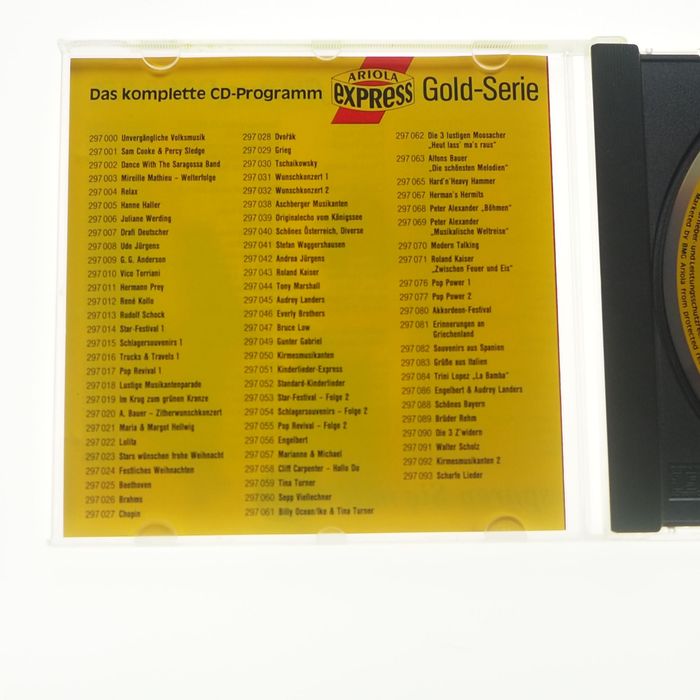 Das komplette CD-Programm ARIOLA express Gold-Serie
297 000 Unvergängliche Volksmusik
297 001 Sam Cooke & Percy Sledge
297 002 Dance With The Saragossa Band
297 003 Mireille Mathieu – Welterfolge
297 004 Relax
297 005 Hanne Haller
297 006 Juliane Werding
297 007 Drafi Deutscher
297 008 Udo Jürgens
297 009 G. G. Anderson
297 010 Vico Torriani
297 011 Hermann Prey
297 012 René Kollo
297 013 Rudolf Schock
297 014 Star-Festival 1
297 015 Schlagersouvenirs 1
297 016 Trucks & Travels 1
297 017 Pop Revival 1
297 018 Lustige Musikantenparade
297 019 Im Krug zum grünen Kranze
297 020 A. Bauer – Zitherwunschkonzert
297 021 Maria & Margot Hellwig
297 022 Lolita
297 023 Stars wünschen frohe Weihnacht
297 024 Festliches Weihnachten
297 025 Beethoven
297 026 Brahms
297 027 Chopin
297 028 Dvořák
297 029 Grieg
297 030 Tschaikowsky
297 031 Wunschkonzert 1
297 032 Wunschkonzert 2
297 038 Aschberger Musikanten
297 039 Originalecho vom Königssee
297 040 Schönes Österreich, Diverse
297 041 Stefan Waggershausen
297 042 Andrea Jürgens
297 043 Roland Kaiser
297 044 Tony Marshall
297 045 Audrey Landers
297 046 Everly Brothers
297 047 Bruce Low
297 049 Gunter Gabriel
297 050 Kirmesmusikanten
297 051 Kinderlieder-Express
297 052 Standard-Kinderlieder
297 053 Star-Festival – Folge 2
297 054 Schlagersouvenirs – Folge 2
297 055 Pop Revival – Folge 2
297 056 Engelbert
297 057 Marianne & Michael
297 058 Cliff Carpenter – Hallo Do
297 059 Tina Turner
297 060 Sepp Viellechner
297 061 Billy Ocean/Ike & Tina Turner
297 062 Die 3 lustigen Moosacher
„Heut lass' ma's raus"
297 063 Alfons Bauer
„Die schönsten Melodien"
297 065 Hard'n'Heavy Hammer
297 067 Herman's Hermits
297 068 Peter Alexander „Böhmen"
297 069 Peter Alexander
„Musikalische Weltreise"
297 070 Modern Talking
297 071 Roland Kaiser
„Zwischen Feuer und Eis"
297 076 Pop Power 1
297 077 Pop Power 2
297 080 Akkordeon-Festival
297 081 Erinnerungen an
Griechenland
297 082 Souvenirs aus Spanien
297 083 Grüße aus Italien
297 084 Trini Lopez „La Bamba"
297 086 Engelbert & Audrey Landers
297 088 Schönes Bayern
297 089 Brüder Rehm
297 090 Die 3 Z'widern
297 091 Walter Scholz
297 092 Kirmesmusikanten 2
297 093 Scharfe Lieder
und Leistungsschutzrechte
Marketed by BMG Ariola from protected